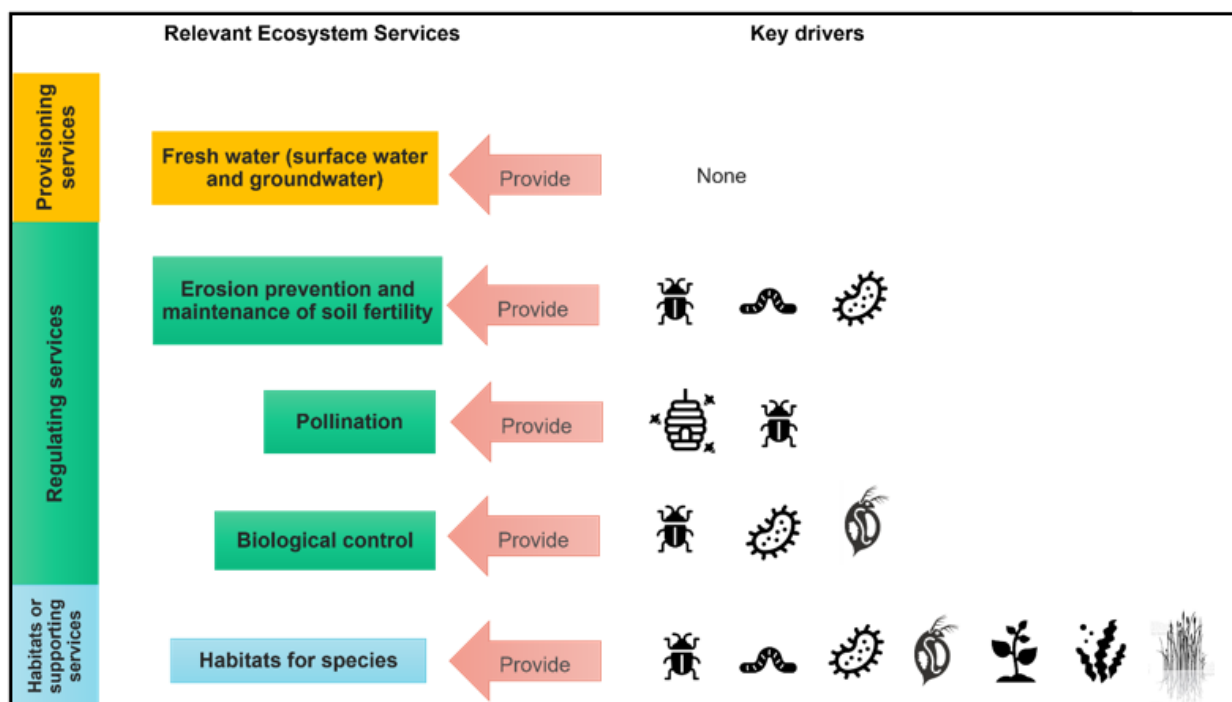 Relevant Ecosystem Services
Key drivers
Provisioning
services
Fresh water (surface water
and groundwater)
Provide
None
Regulating services
Erosion prevention and
maintenance of soil fertility
Provide
Pollination
Provide
Biological control
Provide
Habitats or
supporting
services
Habitats for species
Provide